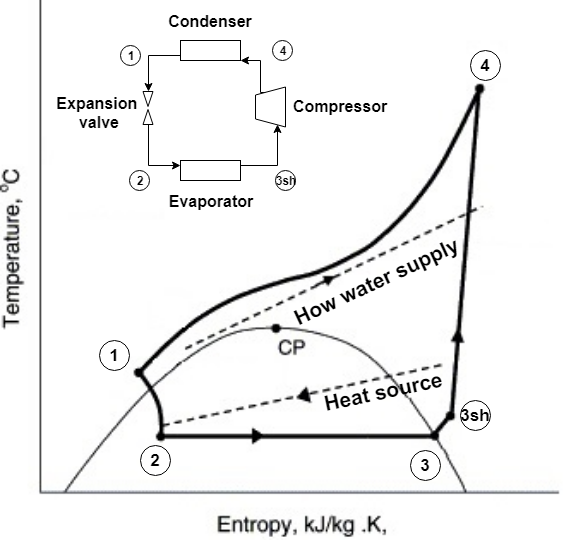 Condenser
1
4
Expansion
valve
Compressor
2
3sh
Evaporator
4
Temperature, °C
How water supply
1
CP
Heat source
3sh
2
3
Entropy, kJ/kg .K,